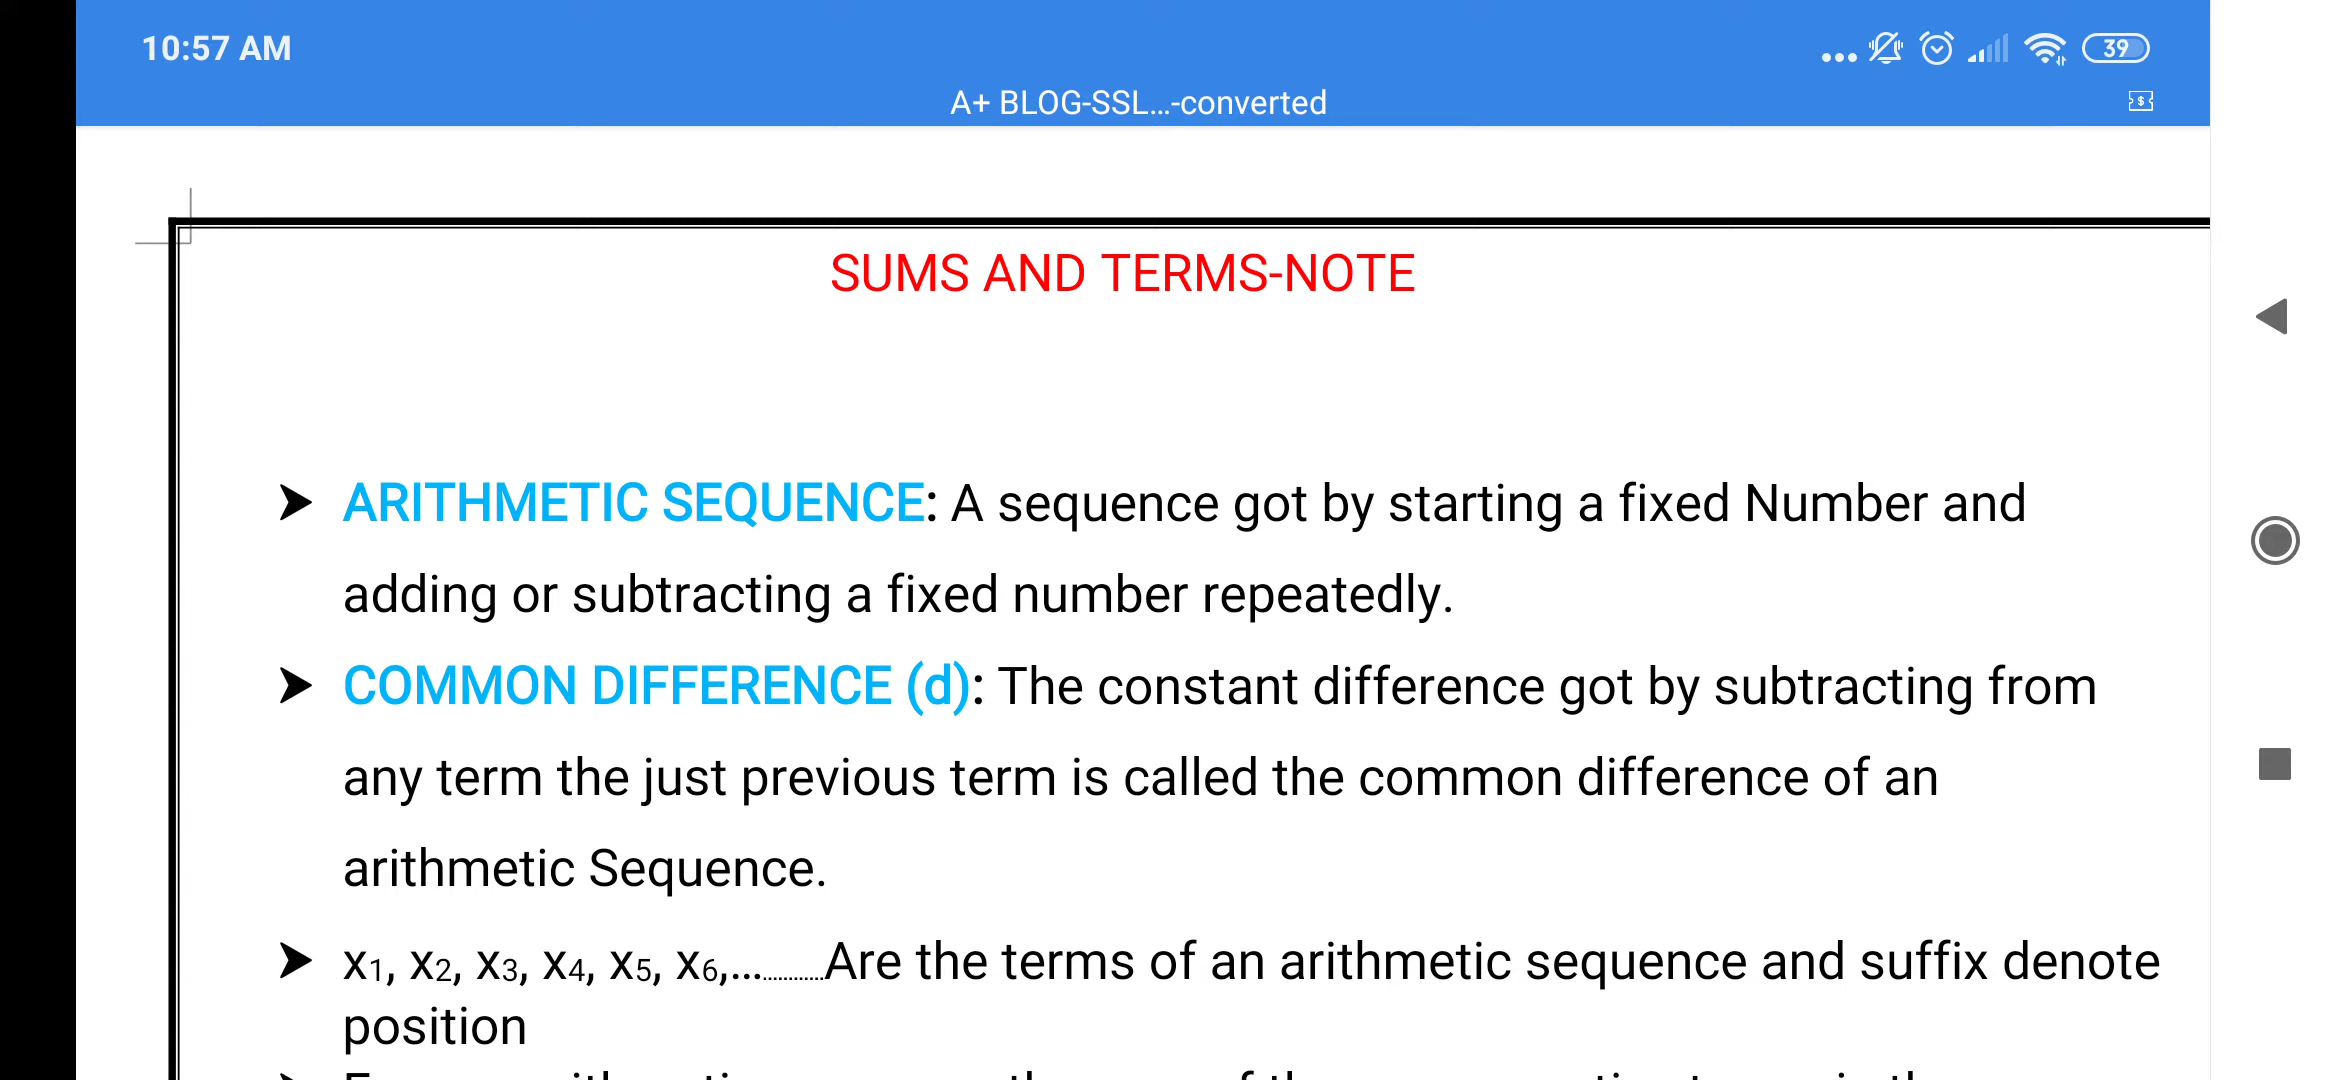 10:57 AM
39
A+ BLOG-SSL...-converted
SUMS AND TERMS-NOTE
➤ ARITHMETIC SEQUENCE: A sequence got by starting a fixed Number and
adding or subtracting a fixed number repeatedly.
➤ COMMON DIFFERENCE (d): The constant difference got by subtracting from
any term the just previous term is called the common difference of an
arithmetic Sequence.
➤ x₁, x₂, x₃, x₄, x₅, x₆,...............Are the terms of an arithmetic sequence and suffix denote
position